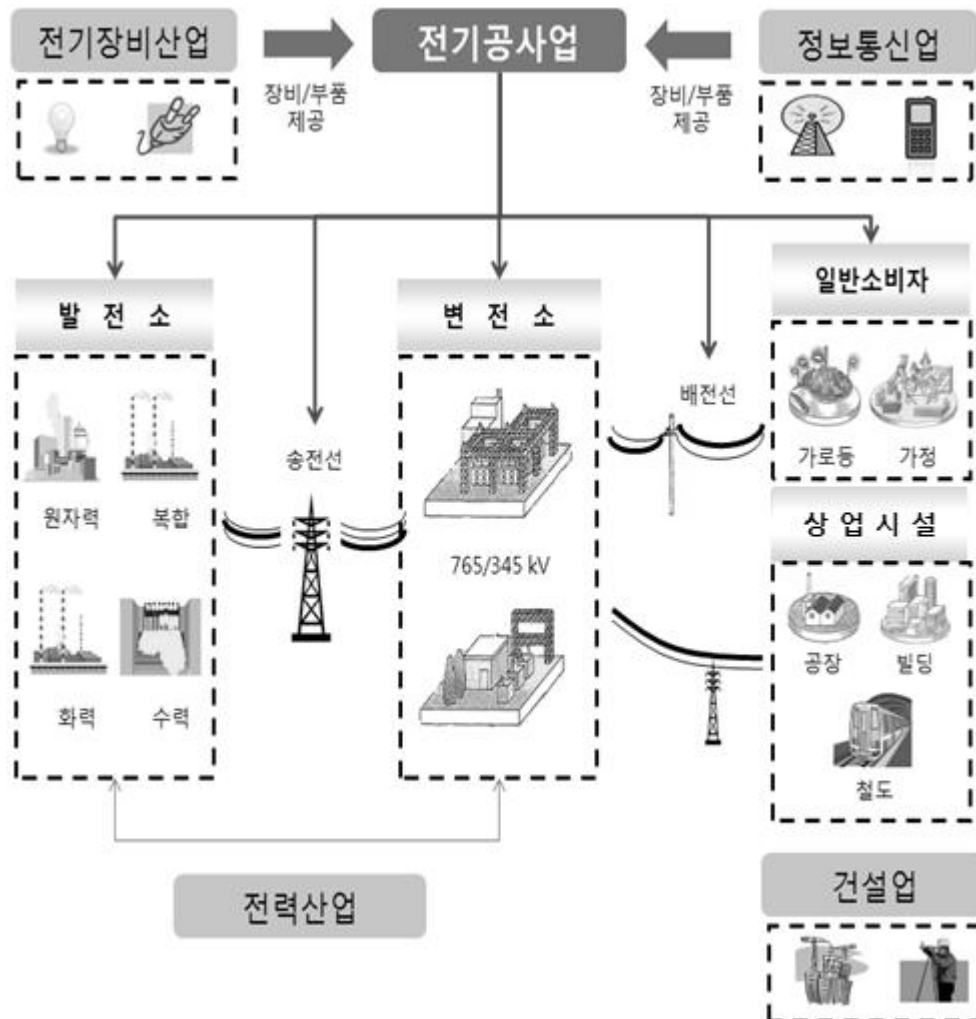 전기장비산업
전기공사업
정보통신업
장비/부품
제공
장비/부품
제공
발 전 소
변 전 소
일반소비자
원자력
복합
화력
수력
송전선
765/345 kV
배전선
가로등
가정
상 업 시 설
공장
빌딩
철도
전력산업
건설업